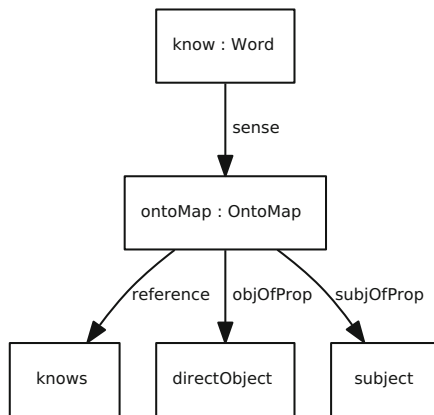 know : Word
sense
ontoMap : OntoMap
reference
objOfProp
subjOfProp
knows
directObject
subject